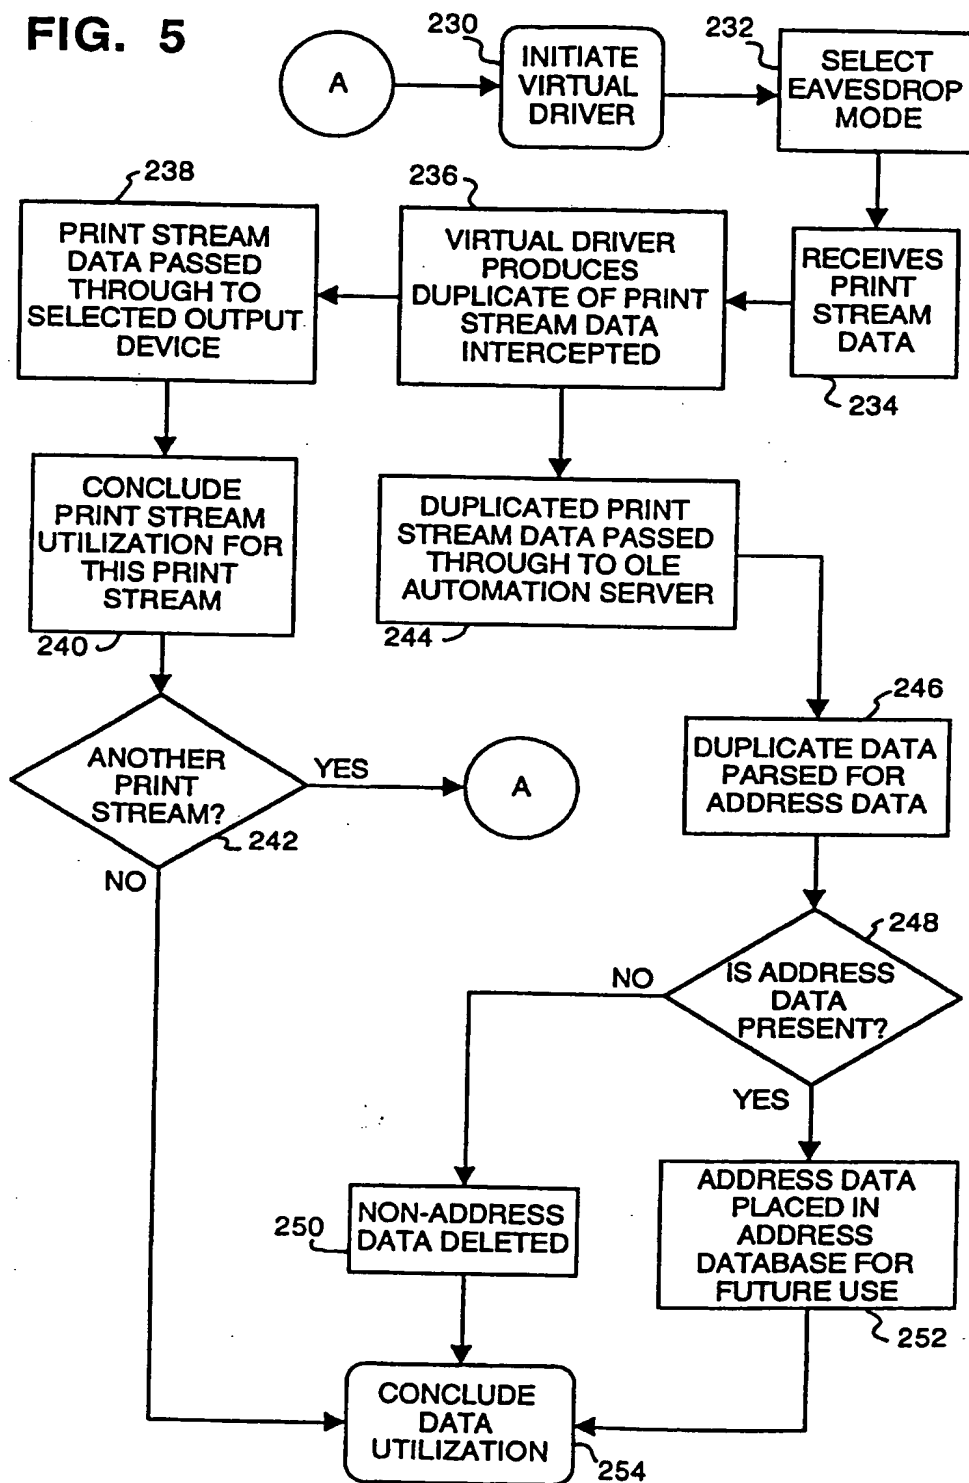 FIG. 5
A
230
INITIATE
VIRTUAL
DRIVER
232
SELECT
EAVESDROP
MODE
238
PRINT STREAM
DATA PASSED
THROUGH TO
SELECTED OUTPUT
DEVICE
236
VIRTUAL DRIVER
PRODUCES
DUPLICATE OF PRINT
STREAM DATA
INTERCEPTED
RECEIVES
PRINT
STREAM
DATA
234
CONCLUDE
PRINT STREAM
UTILIZATION FOR
THIS PRINT
STREAM
240
DUPLICATED PRINT
STREAM DATA PASSED
THROUGH TO OLE
AUTOMATION SERVER
244
246
DUPLICATE DATA
PARSED FOR
ADDRESS DATA
ANOTHER
PRINT
STREAM?
242
YES
A
NO
248
IS ADDRESS
DATA
PRESENT?
NO
YES
250
NON-ADDRESS
DATA DELETED
ADDRESS DATA
PLACED IN
ADDRESS
DATABASE FOR
FUTURE USE
252
CONCLUDE
DATA
UTILIZATION
254